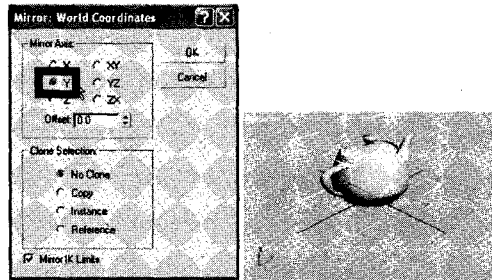 Mirror: World Coordinates
Mirror Axis:
X XY
Y YZ
Z ZX
Offset: 0.0
OK
Cancel
Clone Selection:
No Clone
Copy
Instance
Reference
Mirror IK Limits